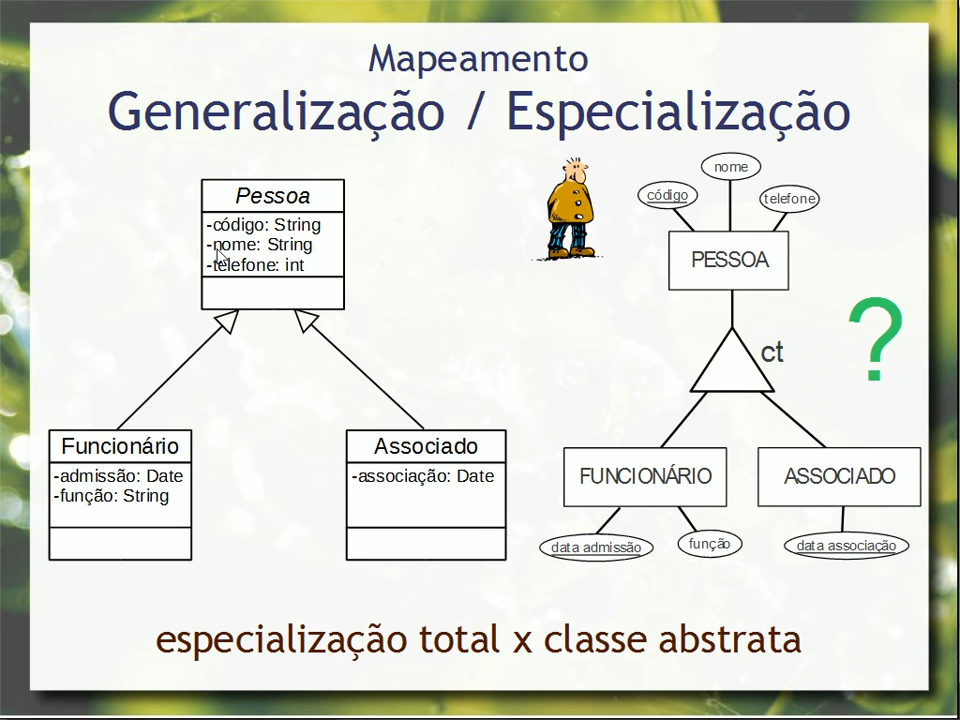 Mapeamento
Generalização / Especialização
Pessoa
-código: String
-nome: String
-telefone: int
Funcionário
-admissão: Date
-função: String
Associado
-associação: Date
nome
código
telefone
PESSOA
ct
?
FUNCIONÁRIO
ASSOCIADO
data admissão
função
data associação
especialização total x classe abstrata